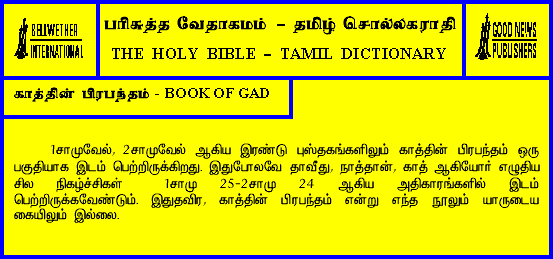 BELLWETHER
INTERNATIONAL
பரிசுத்த வேதாகமம் – தமிழ் சொல்லகராதி
THE HOLY BIBLE – TAMIL DICTIONARY
GOOD NEWS
PUBLISHERS
காத்தின் பிரபந்தம் - BOOK OF GAD
1சாமுவேல், 2சாமுவேல் ஆகிய இரண்டு புஸ்தகங்களிலும் காத்தின் பிரபந்தம் ஒரு
பகுதியாக இடம் பெற்றிருக்கிறது. இதுபோலவே தாவீது, நாத்தான், காத் ஆகியோர் எழுதிய
சில நிகழ்ச்சிகள் 1சாமு 25-2சாமு 24 ஆகிய அதிகாரங்களில் இடம்
பெற்றிருக்கவேண்டும். இதுதவிர, காத்தின் பிரபந்தம் என்று எந்த நூலும் யாருடைய
கையிலும் இல்லை.